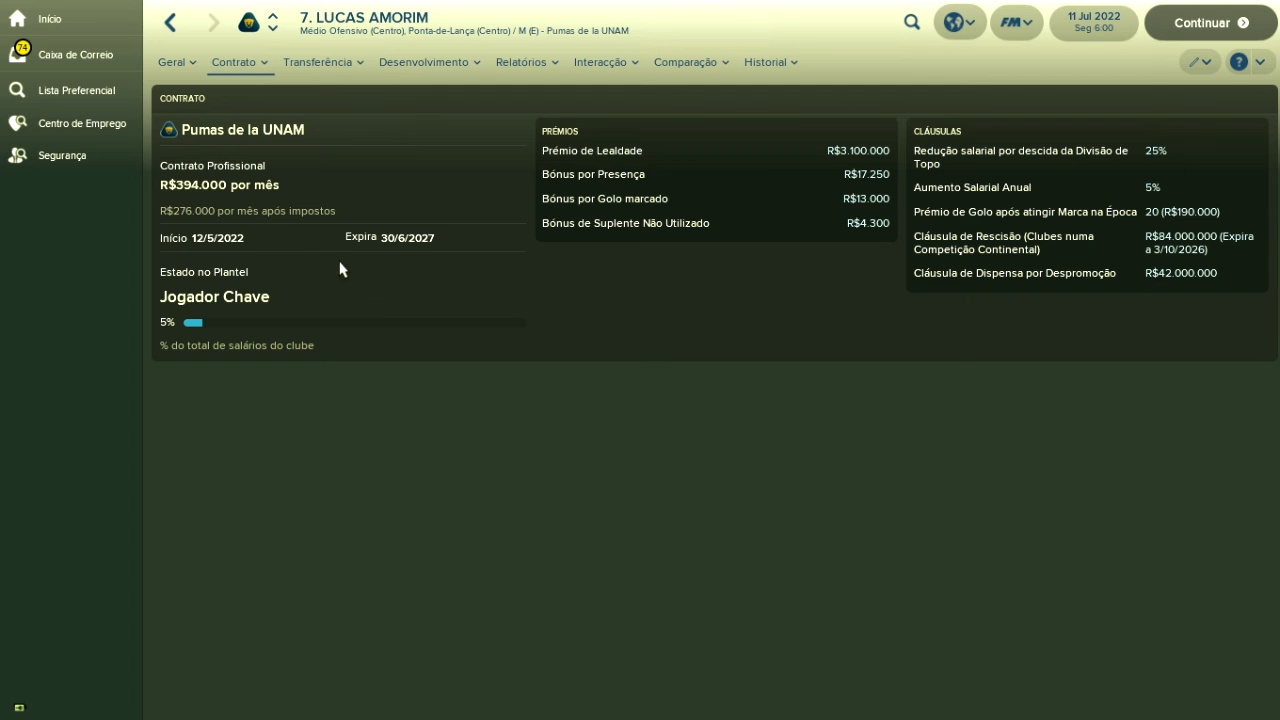 Início
74
Caixa de Correio
Lista Preferencial
Centro de Emprego
Segurança
7. LUCAS AMORIM
Médio Ofensivo (Centro), Ponta-de-Lança (Centro) / M (E) - Pumas de la UNAM
FM
11 Jul 2022
Seg 6:00
Continuar
Geral
Contrato
Transferência
Desenvolvimento
Relatórios
Interacção
Comparação
Historial
?
CONTRATO
Pumas de la UNAM
Contrato Profissional
R$394.000 por mês
R$276.000 por mês após impostos
Início 12/5/2022
Expira 30/6/2027
Estado no Plantel
Jogador Chave
5%
% do total de salários do clube
PRÉMIOS
Prémio de Lealdade R$3.100.000
Bónus por Presença R$17.250
Bónus por Golo marcado R$13.000
Bónus de Suplente Não Utilizado R$4.300
CLÁUSULAS
Redução salarial por descida da Divisão de 25%
Topo
Aumento Salarial Anual 5%
Prémio de Golo após atingir Marca na Época 20 (R$190.000)
Cláusula de Rescisão (Clubes numa R$84.000.000 (Expira
Competição Continental) a 3/10/2026)
Cláusula de Dispensa por Despromoção R$42.000.000